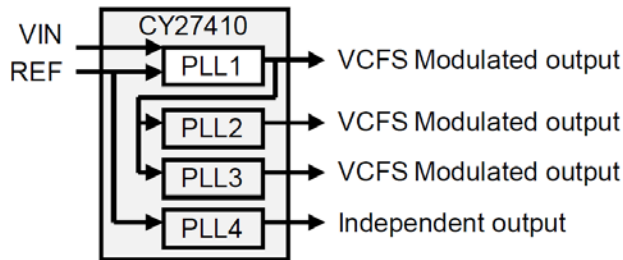 CY27410
VIN
REF
PLL1
VCFS Modulated output
PLL2
VCFS Modulated output
PLL3
VCFS Modulated output
PLL4
Independent output